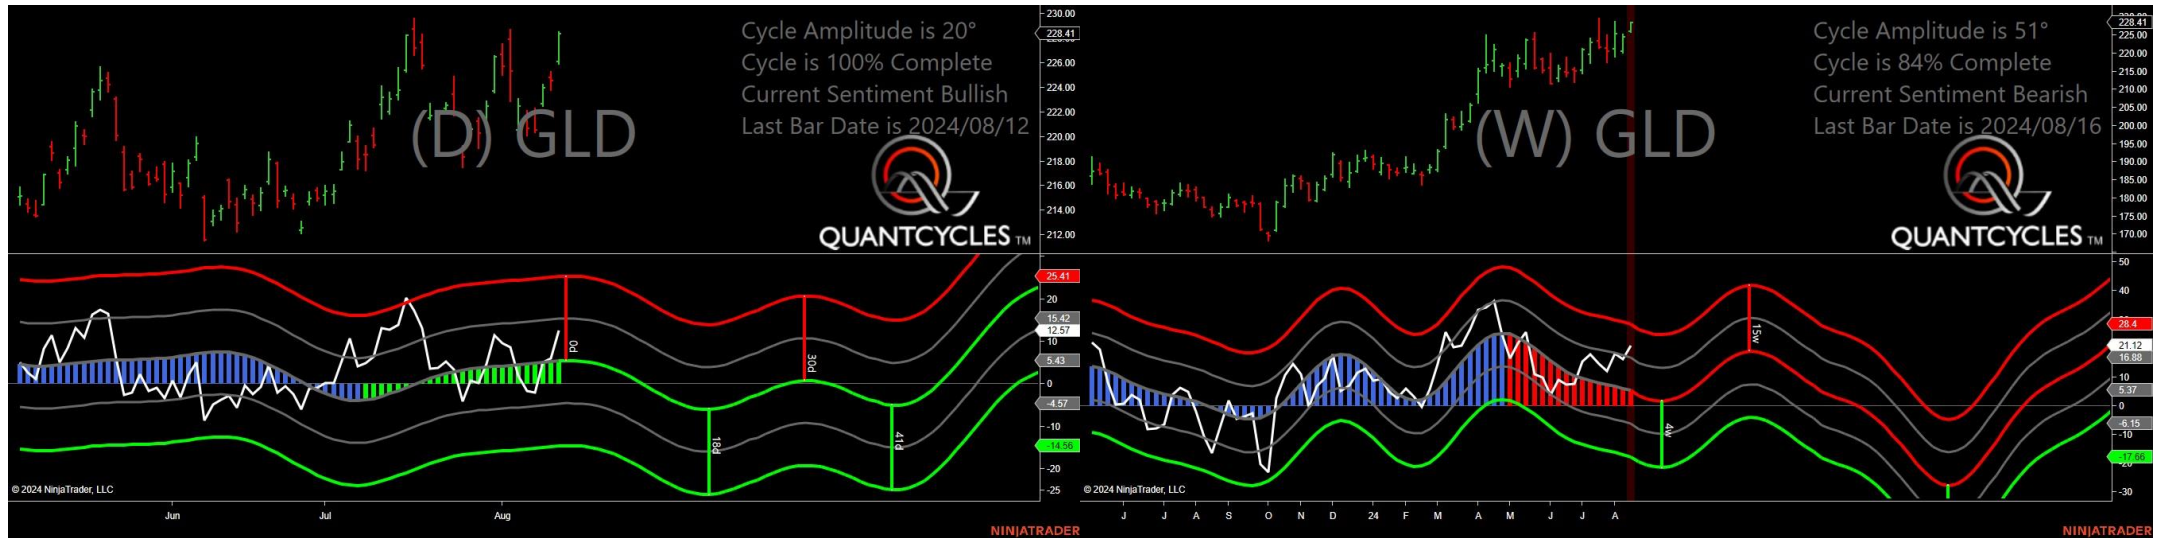 Cycle Amplitude is 20°
Cycle is 100% Complete
Current Sentiment Bullish
Last Bar Date is 2024/08/12
(D) GLD
QUANTCYCLES TM
230.00
228.41
226.00
224.00
222.00
220.00
218.00
216.00
214.00
212.00
25.41
20
15.42
12.57
10
5.43
0
-4.57
-10
-14.56
-20
-25
0d
18d
30d
41d
© 2024 NinjaTrader, LLC
Jun
Jul
Aug
NINJATRADER
Cycle Amplitude is 51°
Cycle is 84% Complete
Current Sentiment Bearish
Last Bar Date is 2024/08/16
(W) GLD
QUANTCYCLES TM
228.41
225.00
220.00
215.00
210.00
205.00
200.00
195.00
190.00
185.00
180.00
175.00
170.00
50
40
28.4
21.12
16.88
10
5.37
0
-6.15
-10
-17.66
-30
4w
15w
© 2024 NinjaTrader, LLC
J J A S O N D 24 F M A M J J A
NINJATRADER